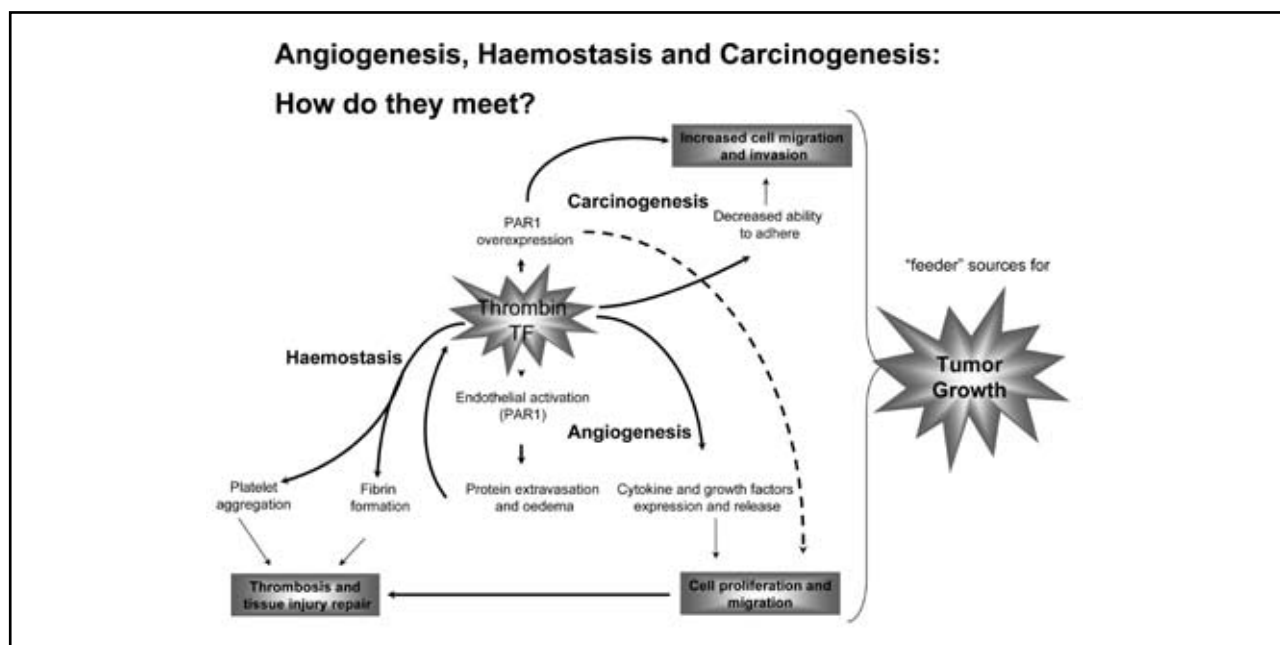 Angiogenesis, Haemostasis and Carcinogenesis:
How do they meet?
Increased cell migration
and invasion
Carcinogenesis
PAR1
overexpression
Decreased ability
to adhere
"feeder" sources for
Thrombin
TF
Haemostasis
Tumor
Growth
Endothelial activation
(PAR1)
Angiogenesis
Platelet
aggregation
Fibrin
formation
Protein extravasation
and oedema
Cytokine and growth factors
expression and release
Thrombosis and
tissue injury repair
Cell proliferation and
migration